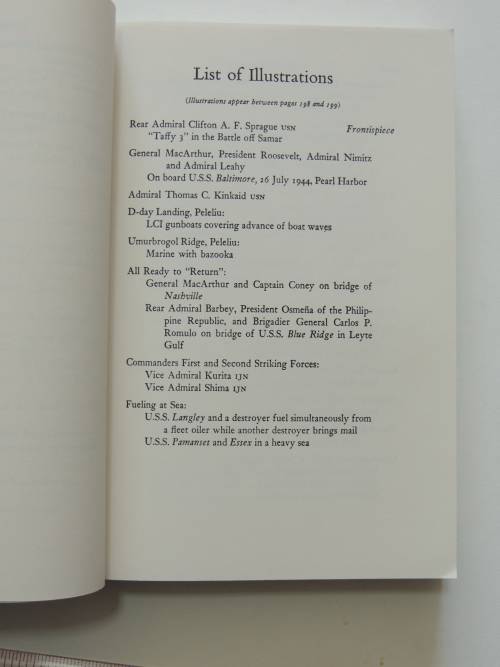 List of Illustrations
(Illustrations appear between pages 198 and 199)
Rear Admiral Clifton A. F. Sprague USN Frontispiece
"Taffy 3" in the Battle off Samar
General MacArthur, President Roosevelt, Admiral Nimitz
and Admiral Leahy
On board U.S.S. Baltimore, 26 July 1944, Pearl Harbor
Admiral Thomas C. Kinkaid USN
D-day Landing, Peleliu:
LCI gunboats covering advance of boat waves
Umurbrogol Ridge, Peleliu:
Marine with bazooka
All Ready to "Return":
General MacArthur and Captain Coney on bridge of
Nashville
Rear Admiral Barbey, President Osmeña of the Philip-
pine Republic, and Brigadier General Carlos P.
Romulo on bridge of U.S.S. Blue Ridge in Leyte
Gulf
Commanders First and Second Striking Forces:
Vice Admiral Kurita IJN
Vice Admiral Shima IJN
Fueling at Sea:
U.S.S. Langley and a destroyer fuel simultaneously from
a fleet oiler while another destroyer brings mail
U.S.S. Pamanset and Essex in a heavy sea